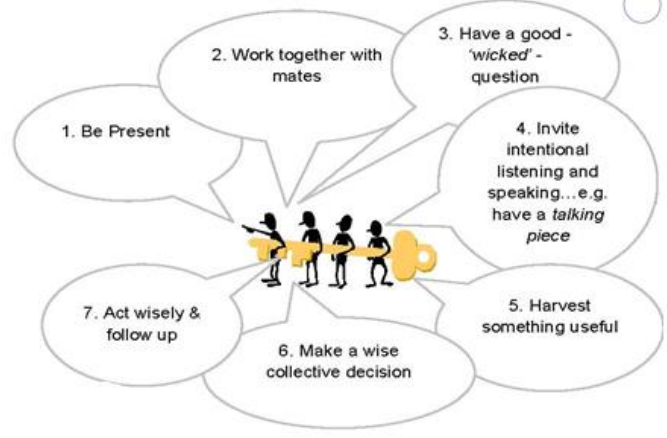 1. Be Present
2. Work together with
mates
3. Have a good -
‘wicked’ -
question
4. Invite
intentional
listening and
speaking...e.g.
have a talking
piece
5. Harvest
something useful
6. Make a wise
collective decision
7. Act wisely &
follow up